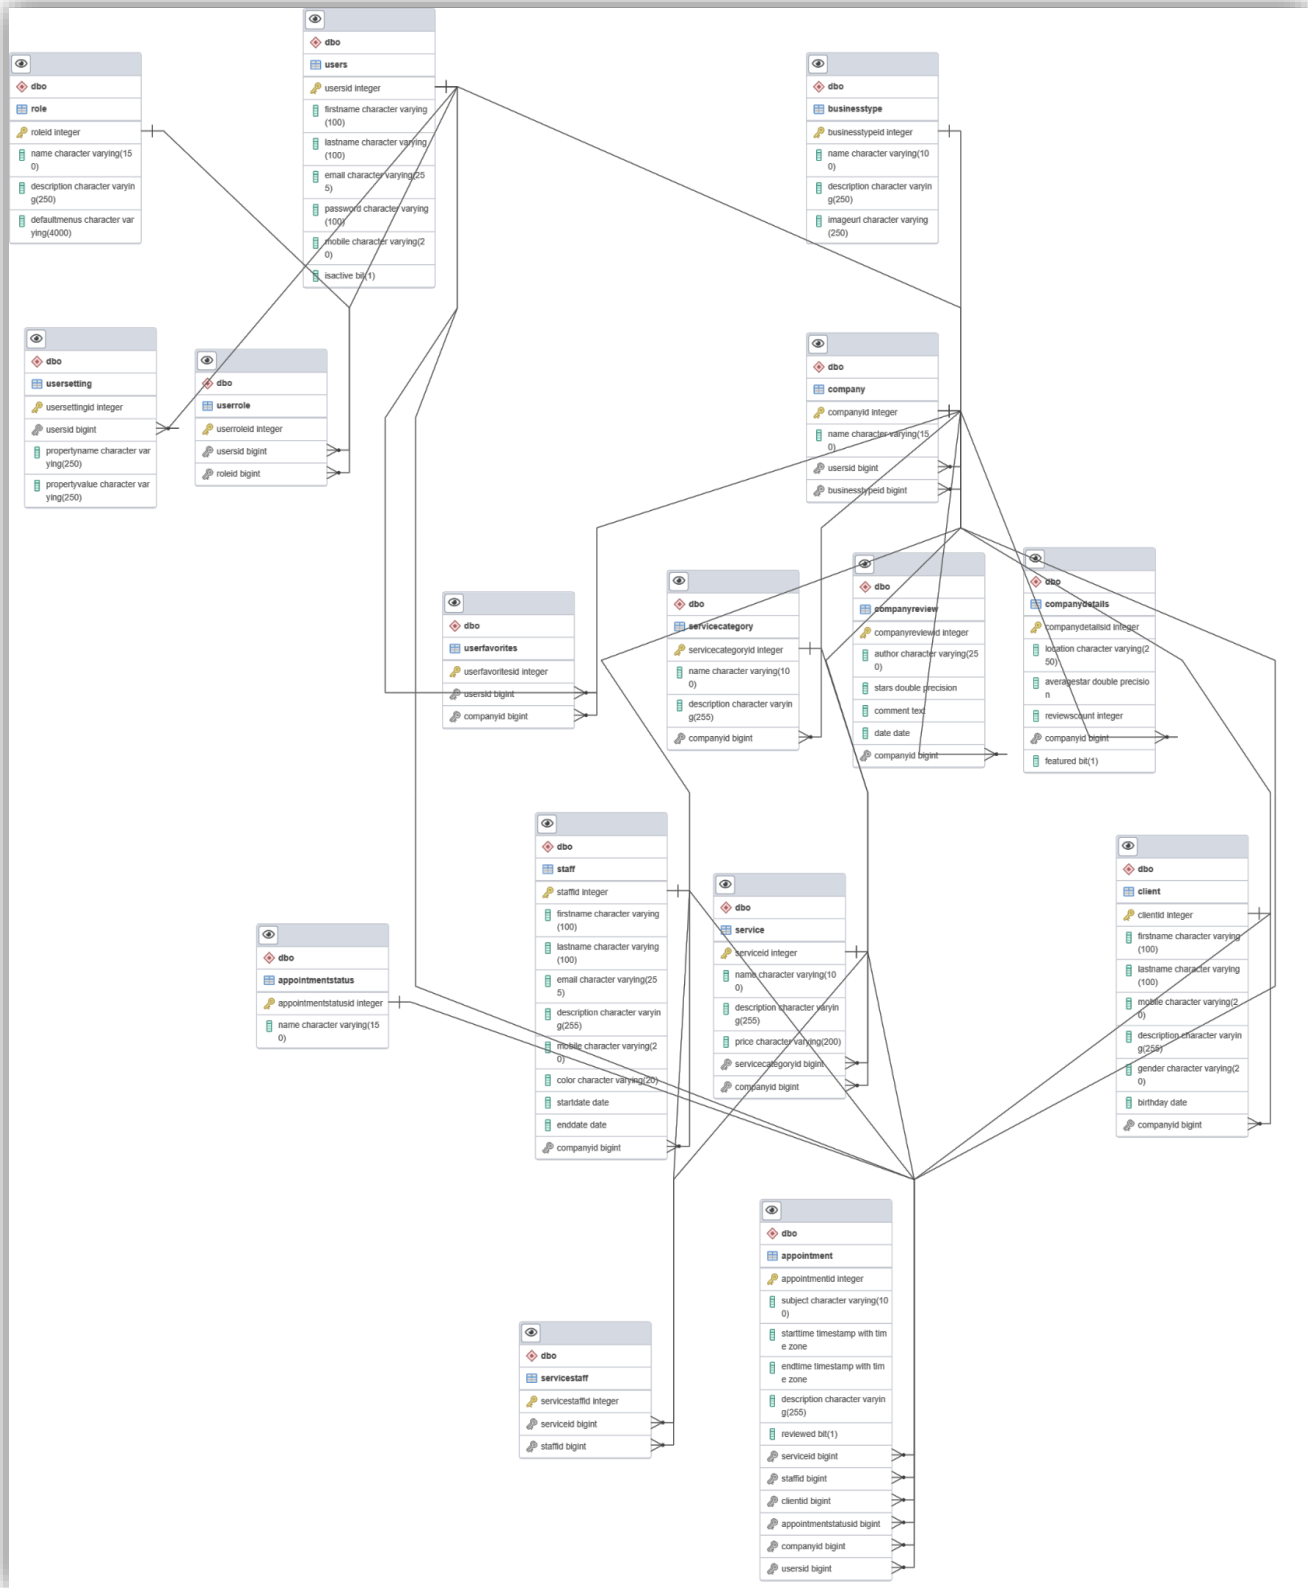 dbo
users
usersid integer
firstname character varying
(100)
lastname character varying
(100)
email character varying(25
5)
password character varying
(100)
mobile character varying(2
0)
isactive bit(1)
dbo
role
roleid integer
name character varying(15
0)
description character varyin
g(250)
defaultmenus character var
ying(4000)
dbo
businesstype
businesstypeid integer
name character varying(10
0)
description character varyin
g(250)
imageurl character varying
(250)
dbo
usersetting
usersettingid integer
usersid bigint
propertyname character var
ying(250)
propertyvalue character var
ying(250)
dbo
userrole
userroleid integer
usersid bigint
roleid bigint
dbo
company
companyid integer
name character varying(15
0)
usersid bigint
businesstypeid bigint
dbo
userfavorites
userfavoritesid integer
usersid bigint
companyid bigint
dbo
servicecategory
servicecategoryid integer
name character varying(10
0)
description character varyin
g(255)
companyid bigint
dbo
companyreview
companyreviewid integer
author character varying(25
0)
stars double precision
comment text
date date
companyid bigint
dbo
companydetails
companydetailsid integer
location character varying(2
50)
averagestar double precisio
n
reviewscount integer
companyid bigint
featured bit(1)
dbo
staff
staffid integer
firstname character varying
(100)
lastname character varying
(100)
email character varying(25
5)
description character varyin
g(255)
mobile character varying(2
0)
color character varying(20)
startdate date
enddate date
companyid bigint
dbo
service
serviceid integer
name character varying(10
0)
description character varyin
g(255)
price character varying(200)
servicecategoryid bigint
companyid bigint
dbo
client
clientid integer
firstname character varying
(100)
lastname character varying
(100)
mobile character varying(2
0)
description character varyin
g(255)
gender character varying(2
0)
birthday date
companyid bigint
dbo
appointmentstatus
appointmentstatusid integer
name character varying(15
0)
dbo
appointment
appointmentid integer
subject character varying(10
0)
starttime timestamp with tim
e zone
endtime timestamp with tim
e zone
description character varyin
g(255)
reviewed bit(1)
serviceid bigint
staffid bigint
clientid bigint
appointmentstatusid bigint
companyid bigint
usersid bigint
dbo
servicestaff
servicestaffid integer
serviceid bigint
staffid bigint